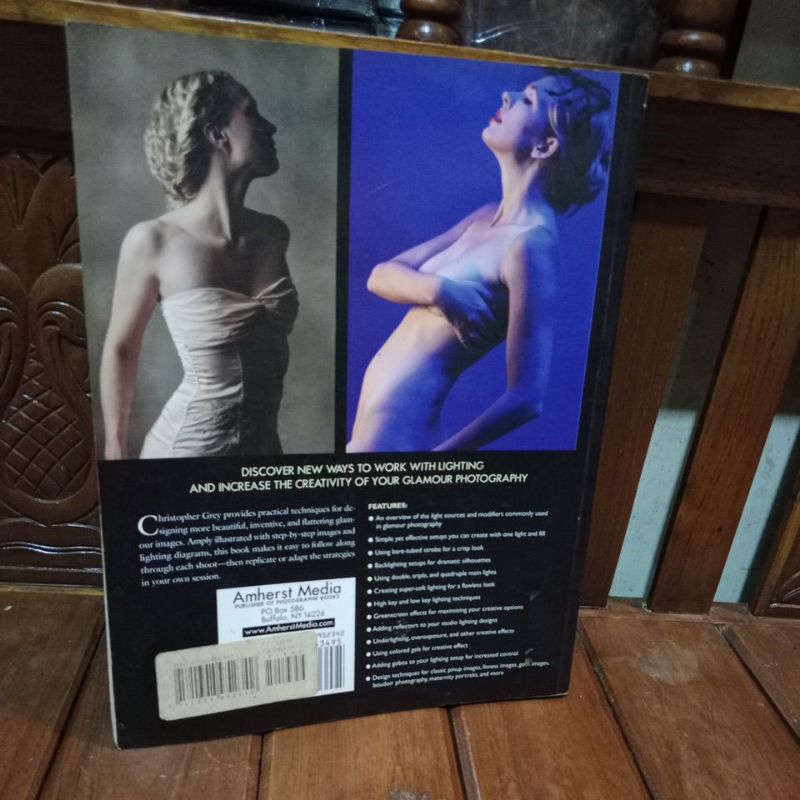 DISCOVER NEW WAYS TO WORK WITH LIGHTING
AND INCREASE THE CREATIVITY OF YOUR GLAMOUR PHOTOGRAPHY
Christopher Grey provides practical techniques for de-
signing more beautiful, inventive, and flattering glam-
our images. Amply illustrated with step-by-step images and
lighting diagrams, this book makes it easy to follow along
through each shoot—then replicate or adapt the strategies
in your own session.
Amherst Media
PUBLISHER OF PHOTOGRAPHY BOOKS
PO Box 586
Buffalo, NY 14226
www.AmherstMedia.com
52342
3495
FEATURES:
● An overview of the light sources and modifiers commonly used
in glamour photography
● Simple yet effective setups you can create with one light and fill
● Using bare-tubed strobe for a crisp look
● Backlighting setups for dramatic silhouettes
● Using double, triple, and quadruple main lights
● Creating super-soft lighting for a flawless look
● High key and low key lighting techniques
● Greenscreen effects for maximizing your creative options
● Adding reflectors to your studio lighting designs
● Underlighting, overexposure, and other creative effects
● Using colored gels for creative effect
● Adding gobos to your lighting setup for increased control
● Design techniques for classic pinup images, fitness images, goth images,
boudoir photography, maternity portraits, and more